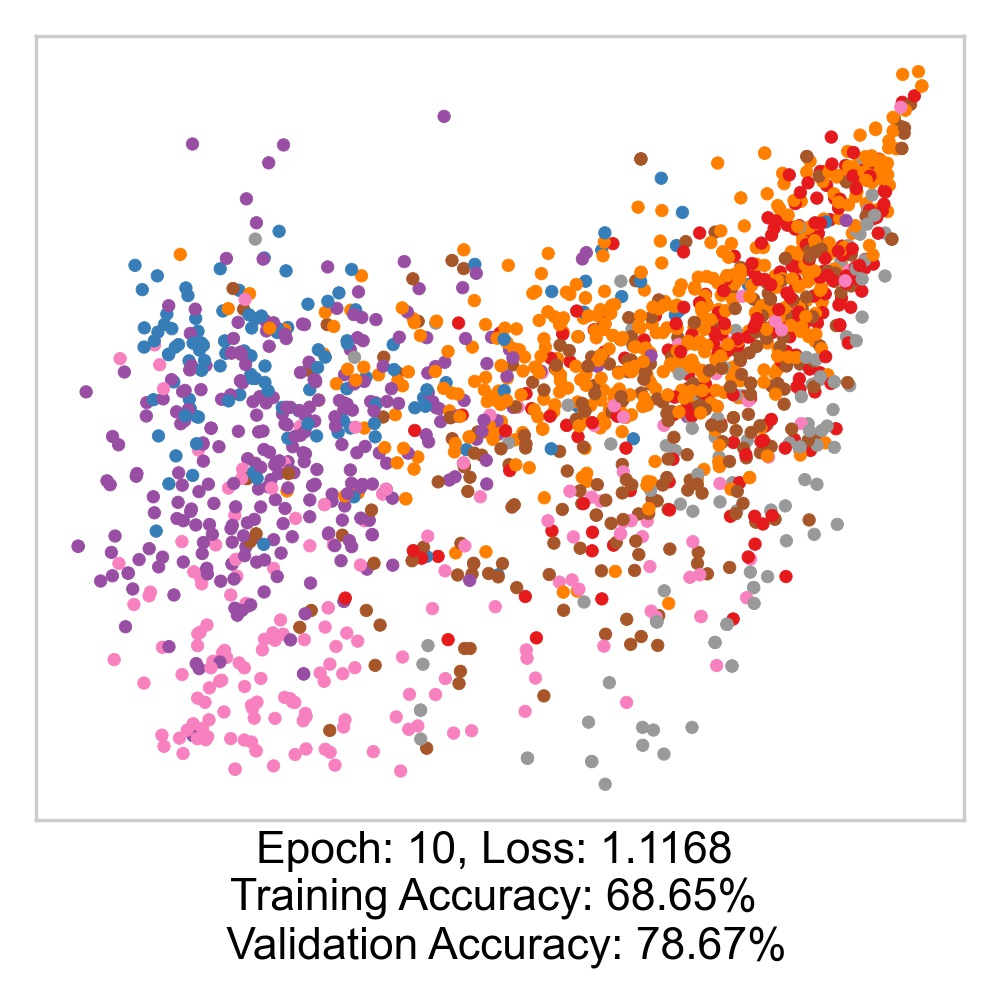 Epoch: 10, Loss: 1.1168
Training Accuracy: 68.65%
Validation Accuracy: 78.67%